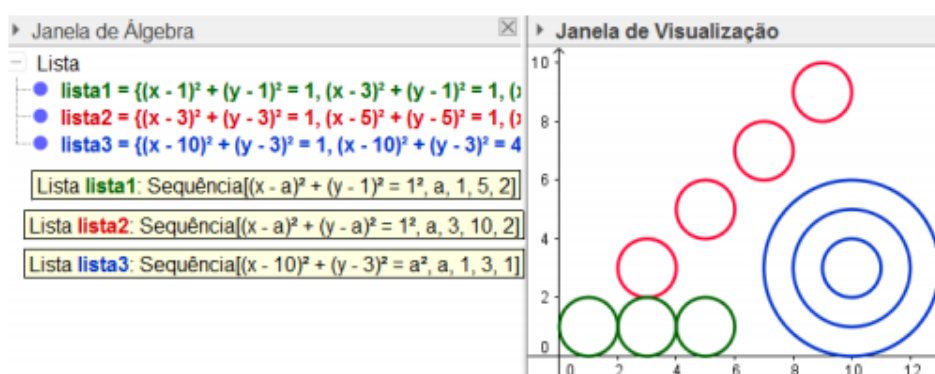 Janela de Álgebra
Lista
lista1 = {(x - 1)² + (y - 1)² = 1, (x - 3)² + (y - 1)² = 1, (x
lista2 = {(x - 3)² + (y - 3)² = 1, (x - 5)² + (y - 5)² = 1, (x
lista3 = {(x - 10)² + (y - 3)² = 1, (x - 10)² + (y - 3)² = 4
Lista lista1: Sequência[(x - a)² + (y - 1)² = 1², a, 1, 5, 2]
Lista lista2: Sequência[(x - a)² + (y - a)² = 1², a, 3, 10, 2]
Lista lista3: Sequência[(x - 10)² + (y - 3)² = a², a, 1, 3, 1]
Janela de Visualização
10
8
6
4
2
0
0 2 4 6 8 10 12